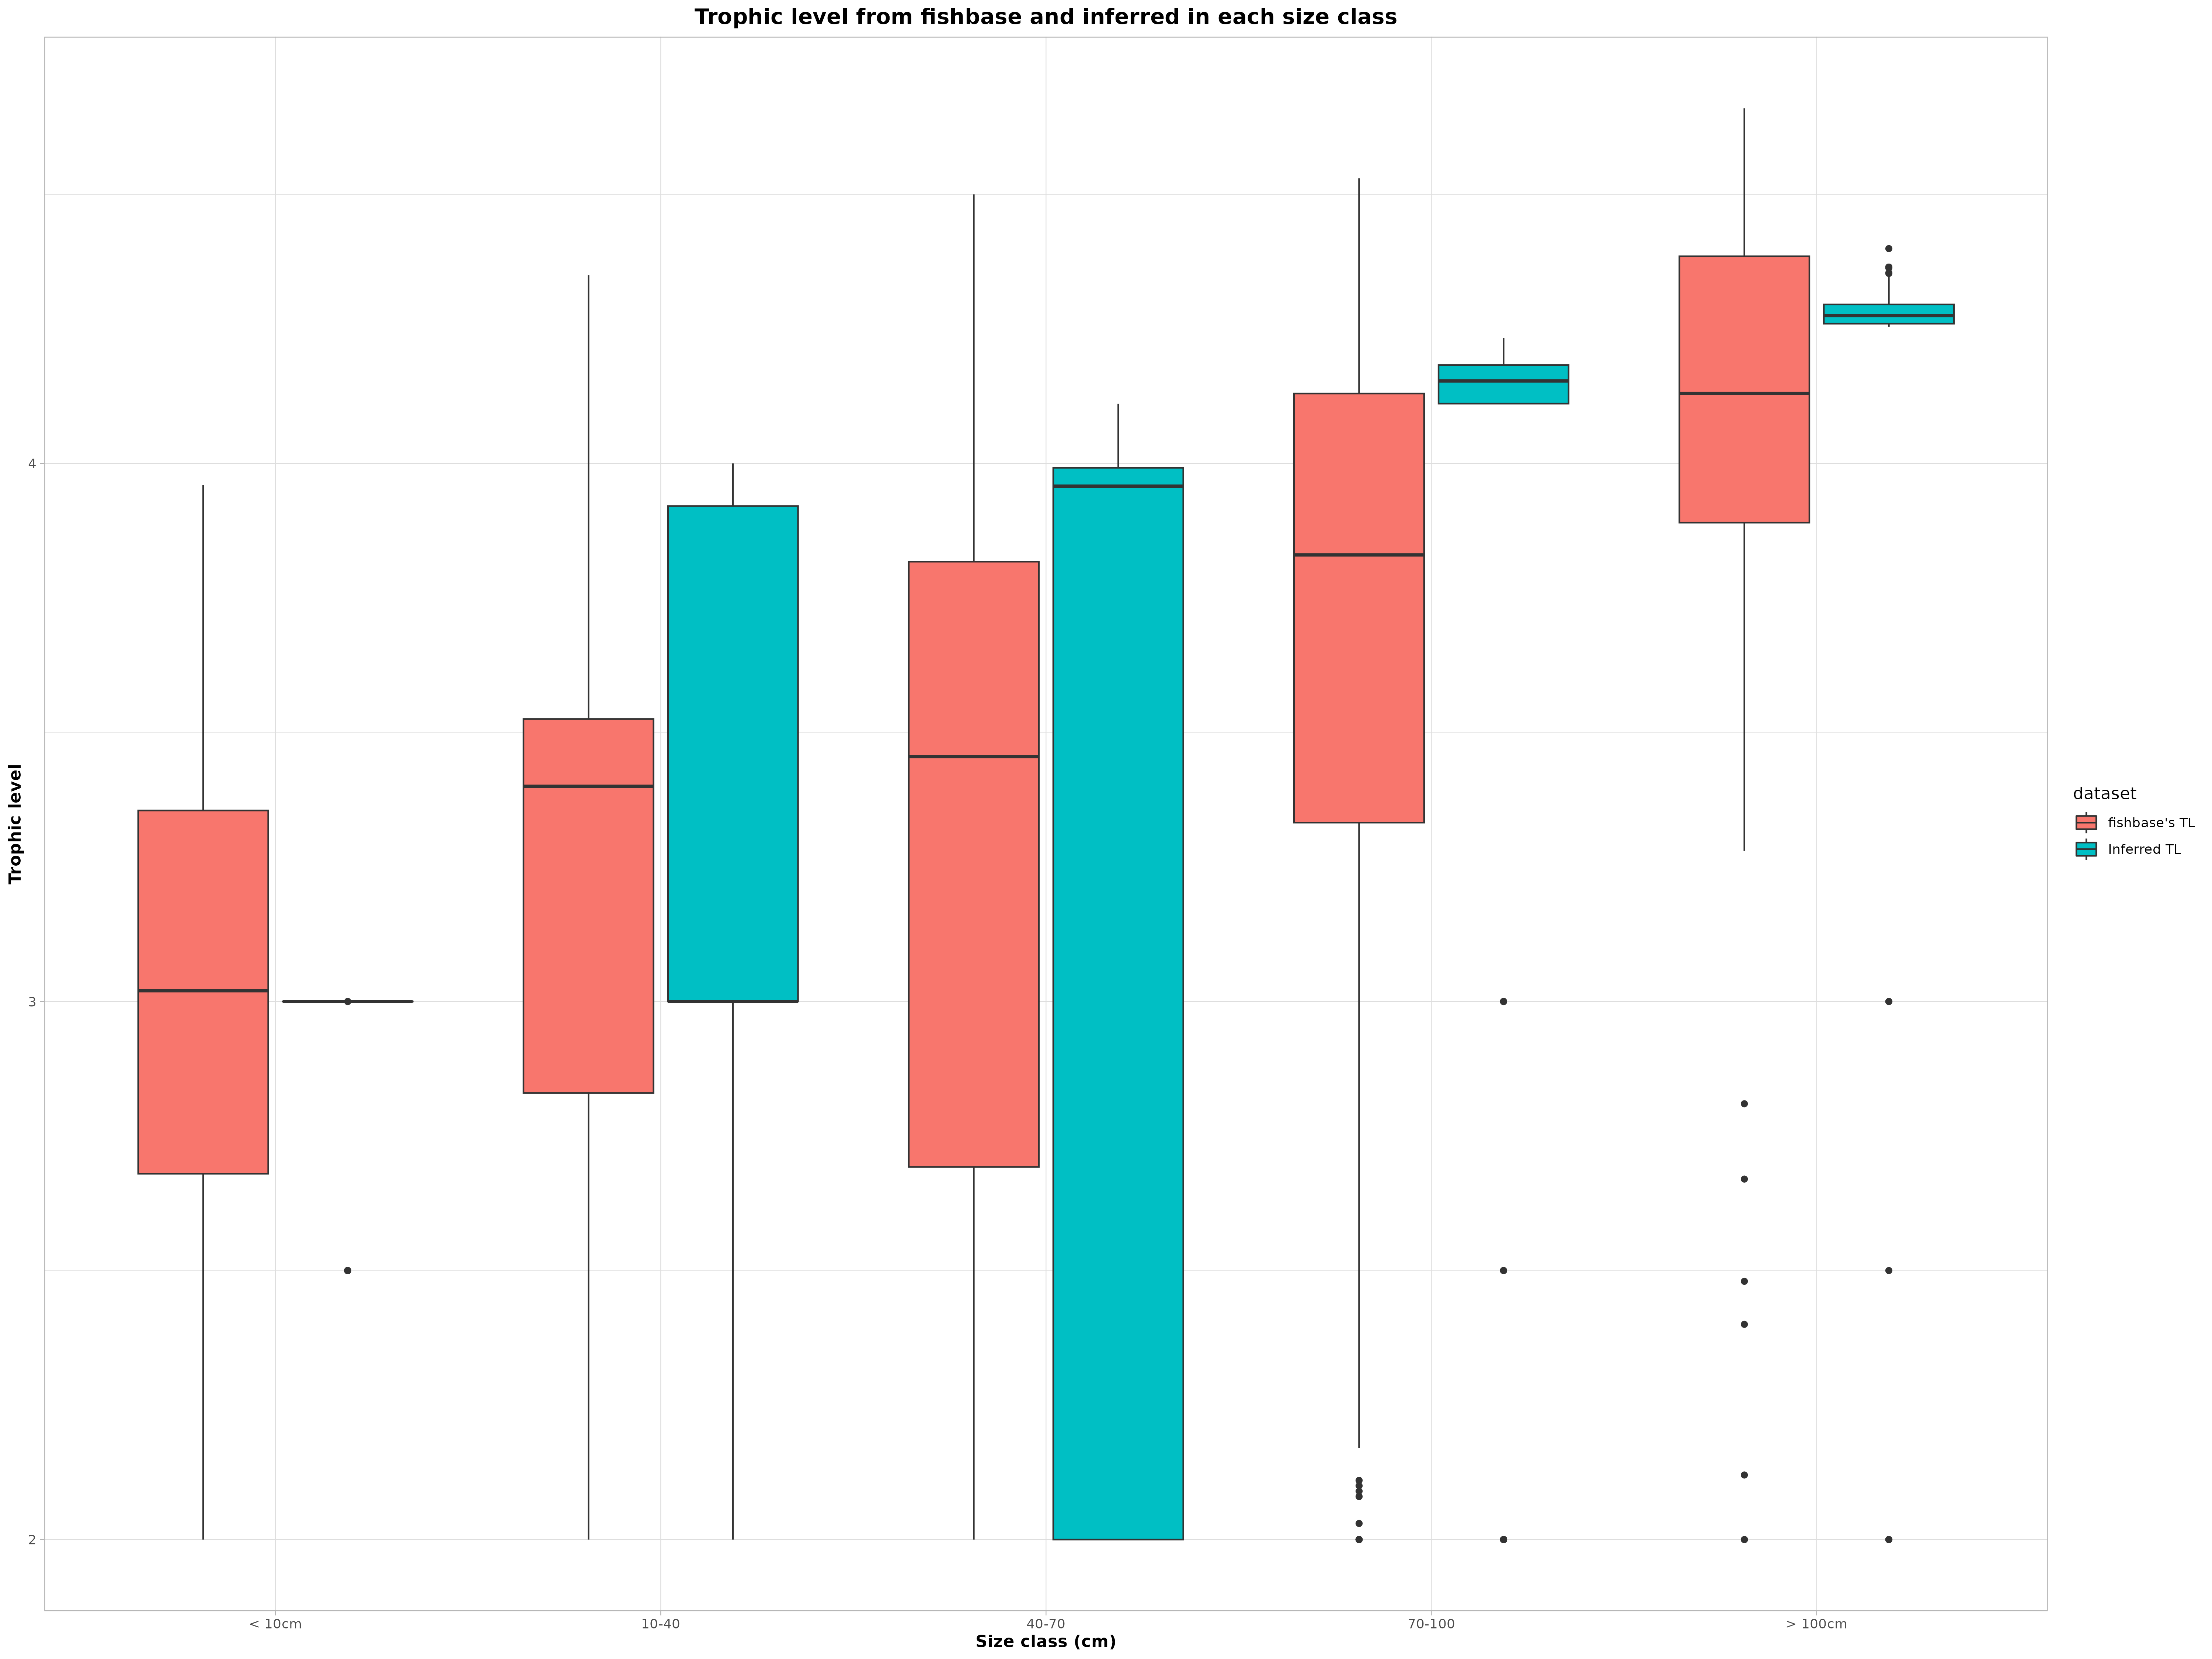 Trophic level from fishbase and inferred in each size class
Trophic level
4
3
2
< 10cm
10-40
40-70
70-100
> 100cm
Size class (cm)
dataset
fishbase's TL
Inferred TL